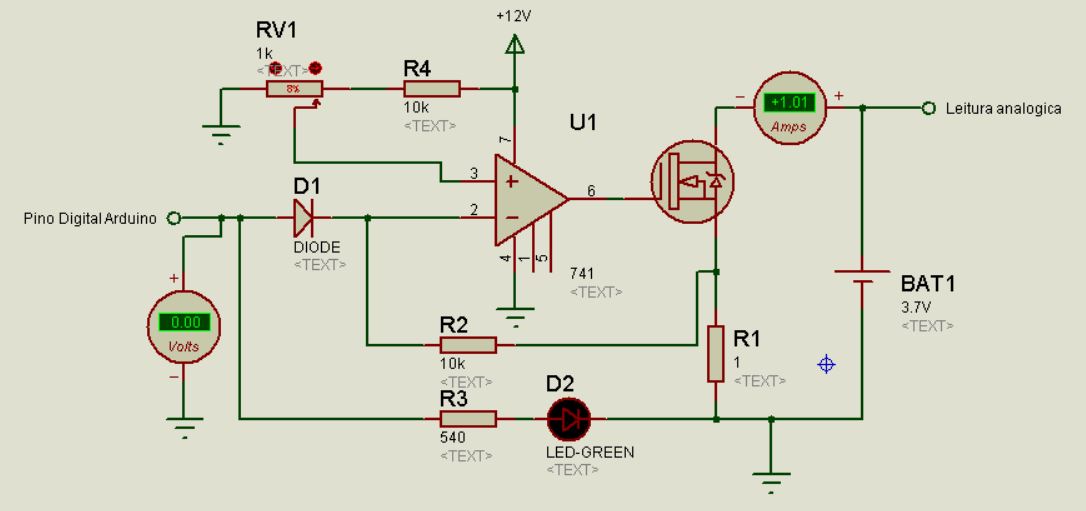 +12V
RV1
1k
<TEXT>
8%
R4
10k
<TEXT>
U1
+1.01
Amps
-
+
Leitura analogica
7
3
+
6
2
-
4
1
5
741
<TEXT>
D1
DIODE
<TEXT>
Pino Digital Arduino
+
0.00
Volts
-
BAT1
3.7V
<TEXT>
R2
10k
<TEXT>
R1
1
<TEXT>
R3
540
<TEXT>
D2
LED-GREEN
<TEXT>